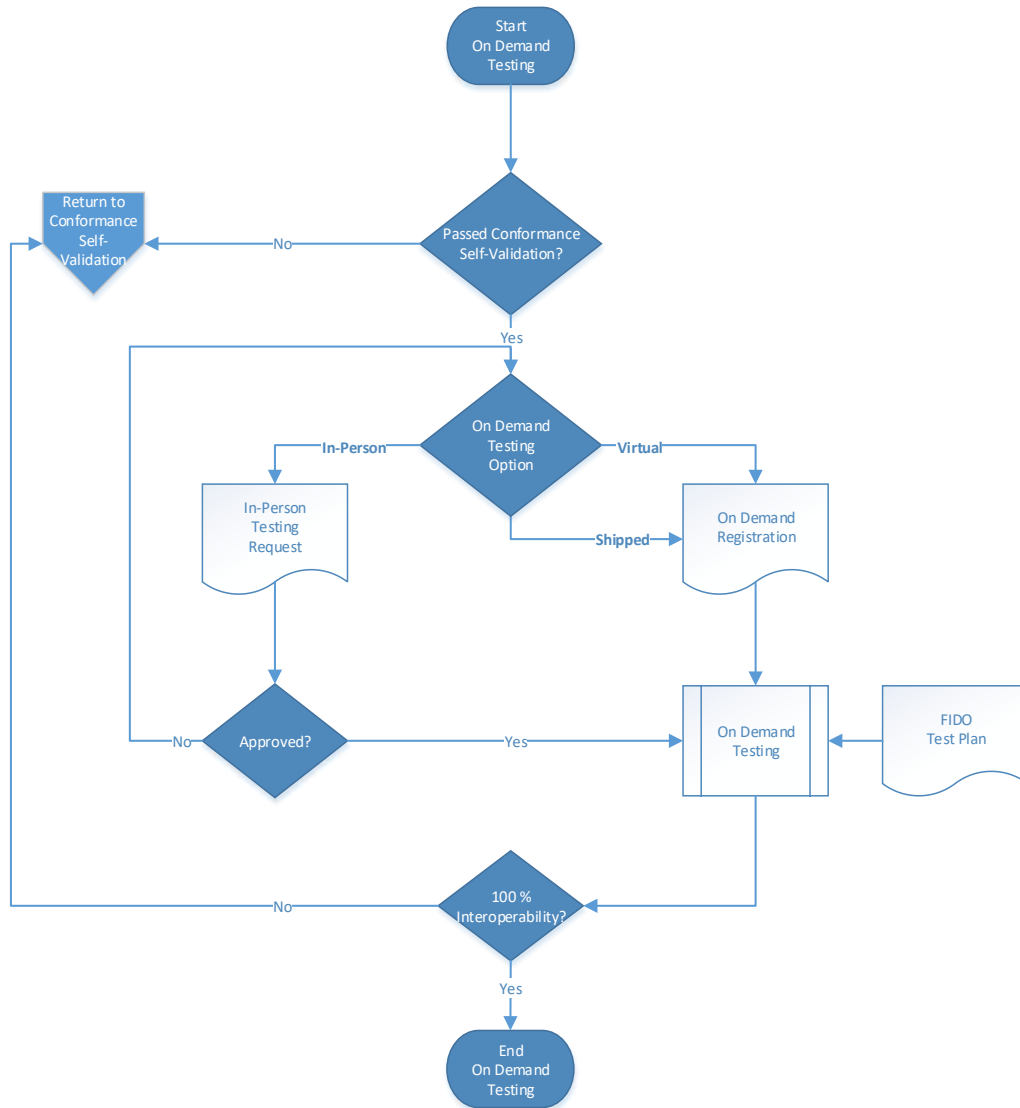 Start
On Demand
Testing
Return to
Conformance
Self-
Validation
No
Passed Conformance
Self-Validation?
Yes
On Demand
Testing
Option
In-Person
Virtual
In-Person
Testing
Request
Shipped
On Demand
Registration
No
Approved?
Yes
On Demand
Testing
FIDO
Test Plan
No
100 %
Interoperability?
Yes
End
On Demand
Testing